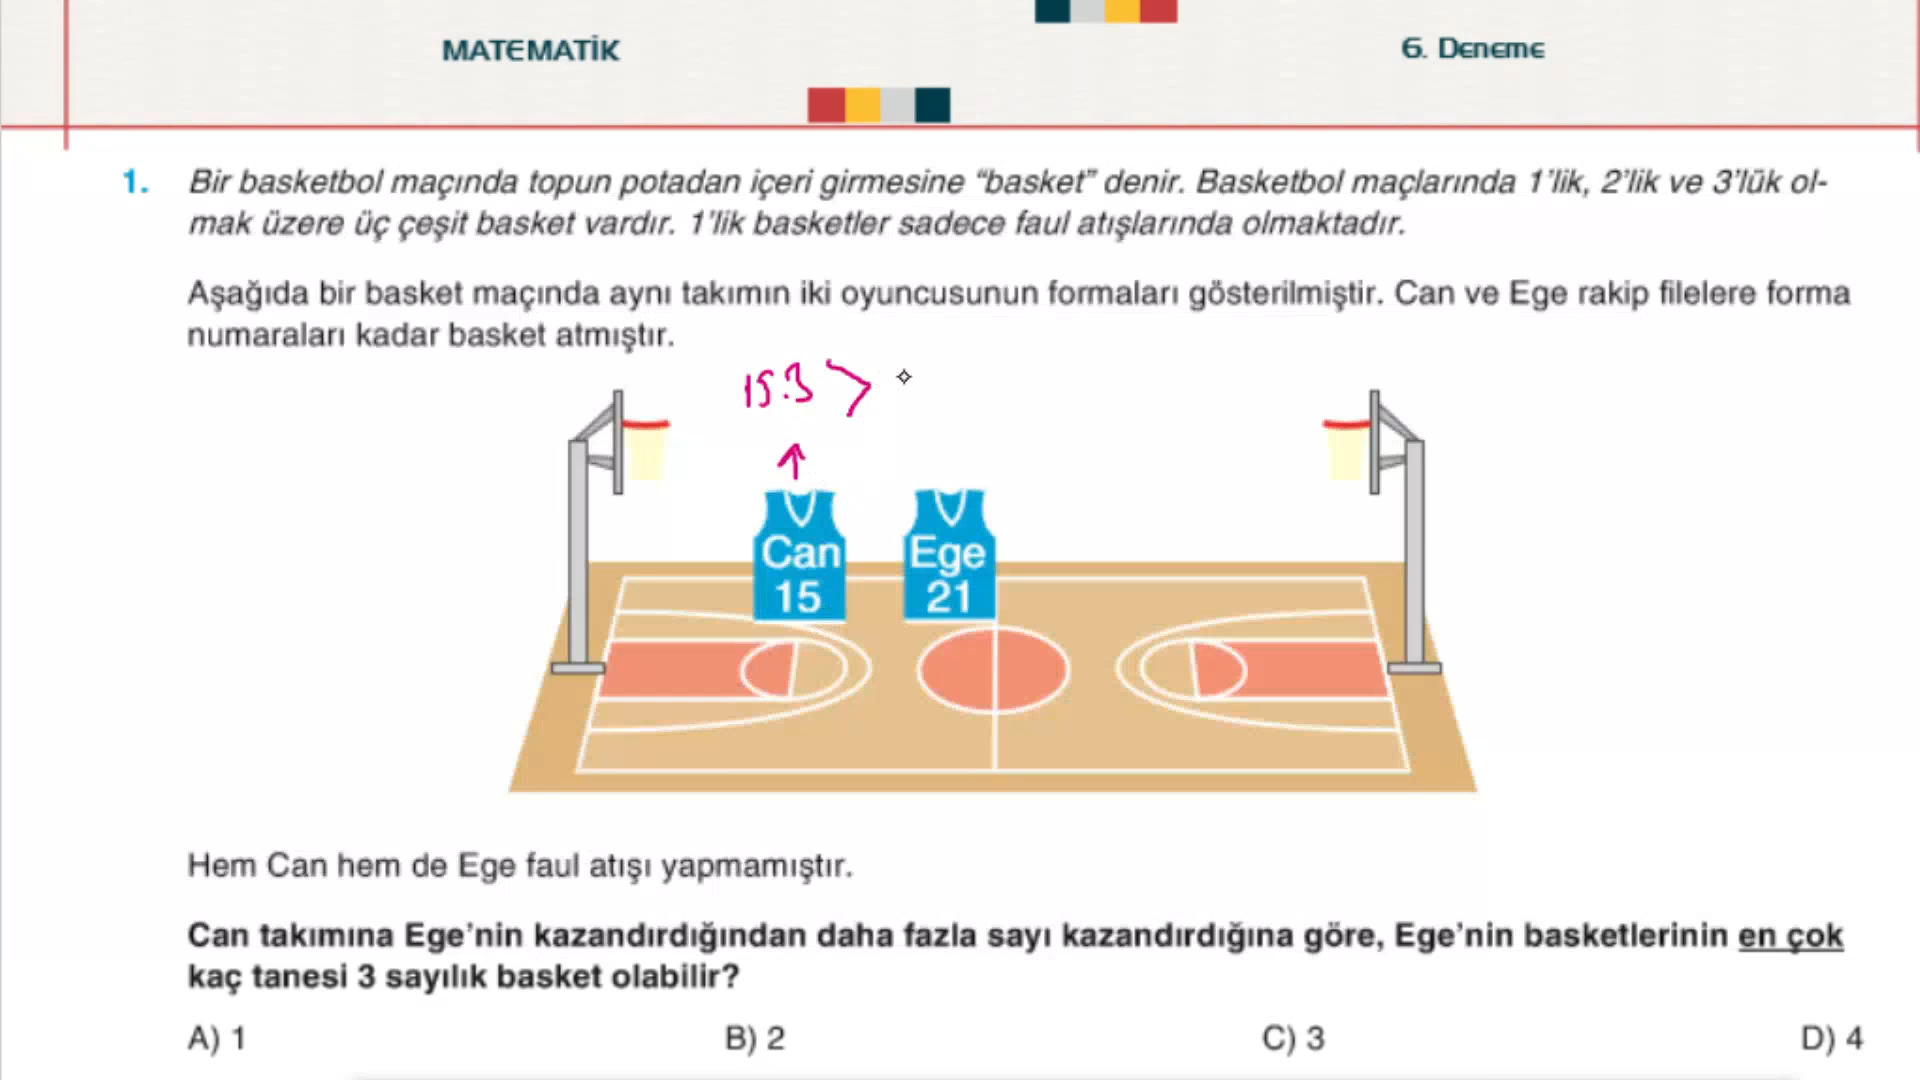 MATEMATİK
6. Deneme
1. Bir basketbol maçında topun potadan içeri girmesine “basket” denir. Basketbol maçlarında 1’lik, 2’lik ve 3’lük ol-
mak üzere üç çeşit basket vardır. 1’lik basketler sadece faul atışlarında olmaktadır.
Aşağıda bir basket maçında aynı takımın iki oyuncusunun formaları gösterilmiştir. Can ve Ege rakip filelere forma
numaraları kadar basket atmıştır.
15.3 >
Can Ege
15 21
Hem Can hem de Ege faul atışı yapmamıştır.
Can takımına Ege’nin kazandırdığından daha fazla sayı kazandırdığına göre, Ege’nin basketlerinin en çok
kaç tanesi 3 sayılık basket olabilir?
A) 1 B) 2 C) 3 D) 4